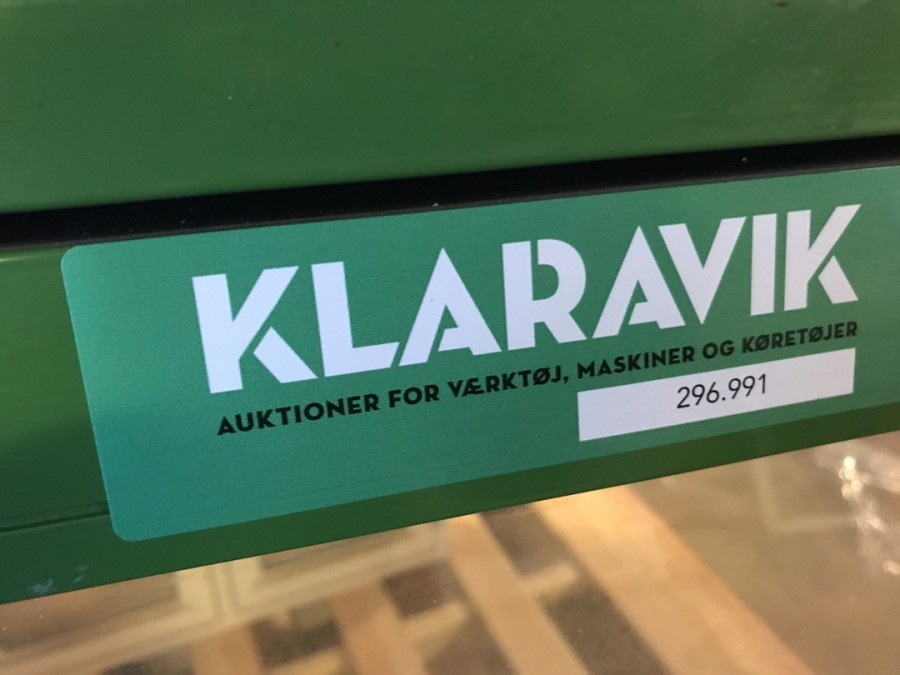 KLARAVIK
AUKTIONER FOR VÆRKTØJ, MASKINER OG KØRETØJER
296.991